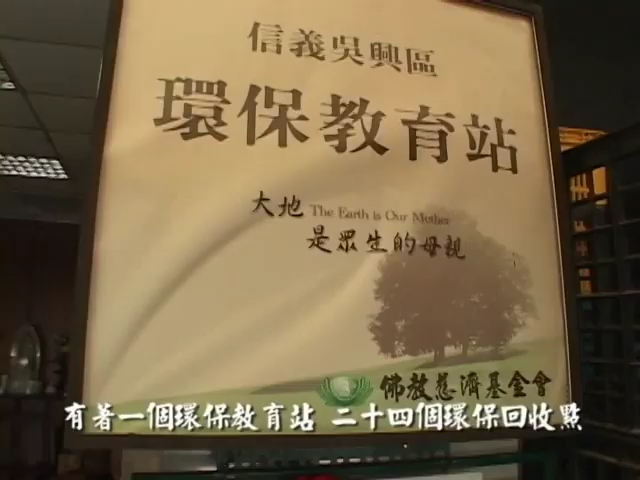 信義吳興區
環保教育站
大地 The Earth is Our Mother
是眾生的母親
佛教慈濟基金會
有著一個環保教育站 二十四個環保回收點